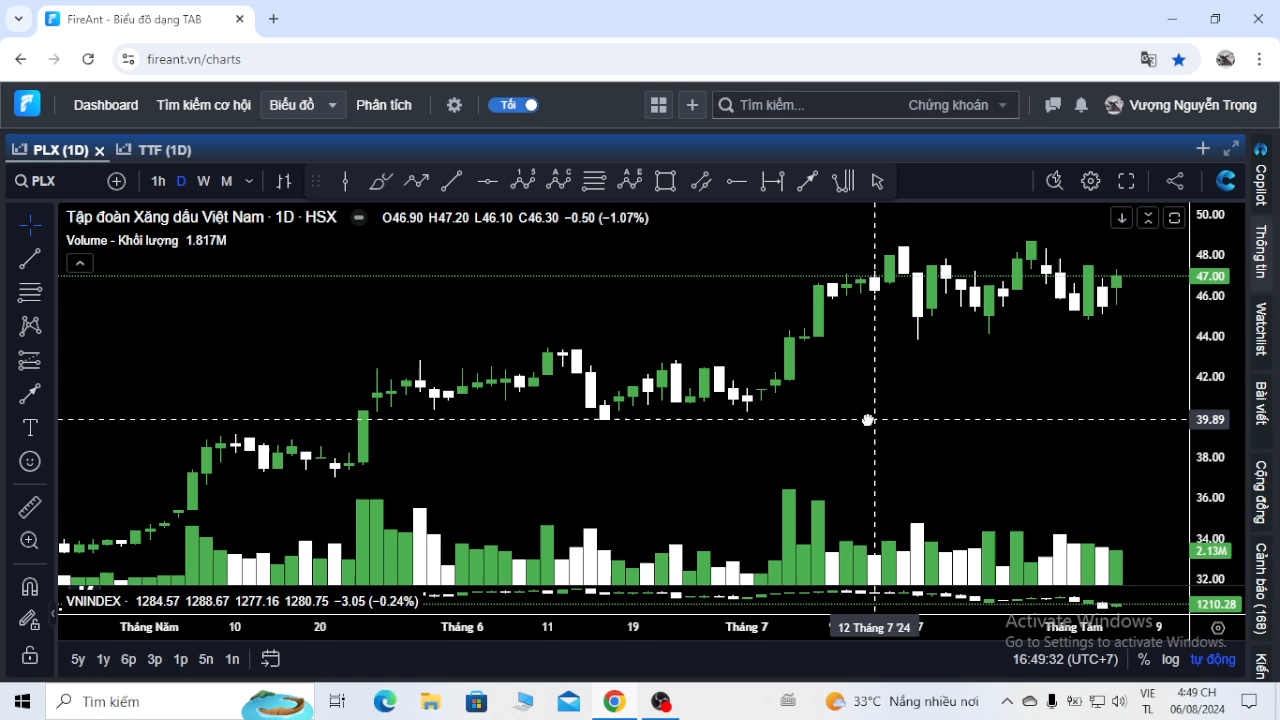 FireAnt - Biểu đồ dạng TAB
fireant.vn/charts
Dashboard Tìm kiếm cơ hội Biểu đồ Phân tích Tối Tìm kiếm... Chứng khoán Vượng Nguyễn Trọng
PLX (1D) TTF (1D)
PLX 1h D W M
Tập đoàn Xăng dầu Việt Nam · 1D · HSX O46.90 H47.20 L46.10 C46.30 −0.50 (−1.07%)
Volume - Khối lượng 1.817M
50.00
48.00
47.00
46.00
44.00
42.00
39.89
38.00
36.00
34.00
2.13M
32.00
VNINDEX · 1284.57 1288.67 1277.16 1280.75 −3.05 (−0.24%)
1210.28
Tháng Năm 10 20 Tháng 6 11 19 Tháng 7 12 Tháng 7 '24 Tháng Tám 9
Activate Windows
Go to Settings to activate Windows.
5y 1y 6p 3p 1p 5n 1n 16:49:32 (UTC+7) % log tự động
Copilot
Thông tin
Watchlist
Bài viết
Cộng đồng
Cảnh báo (169)
Tìm kiếm 33°C Nắng nhiều nơi VIE 4:49 CH
TL 06/08/2024